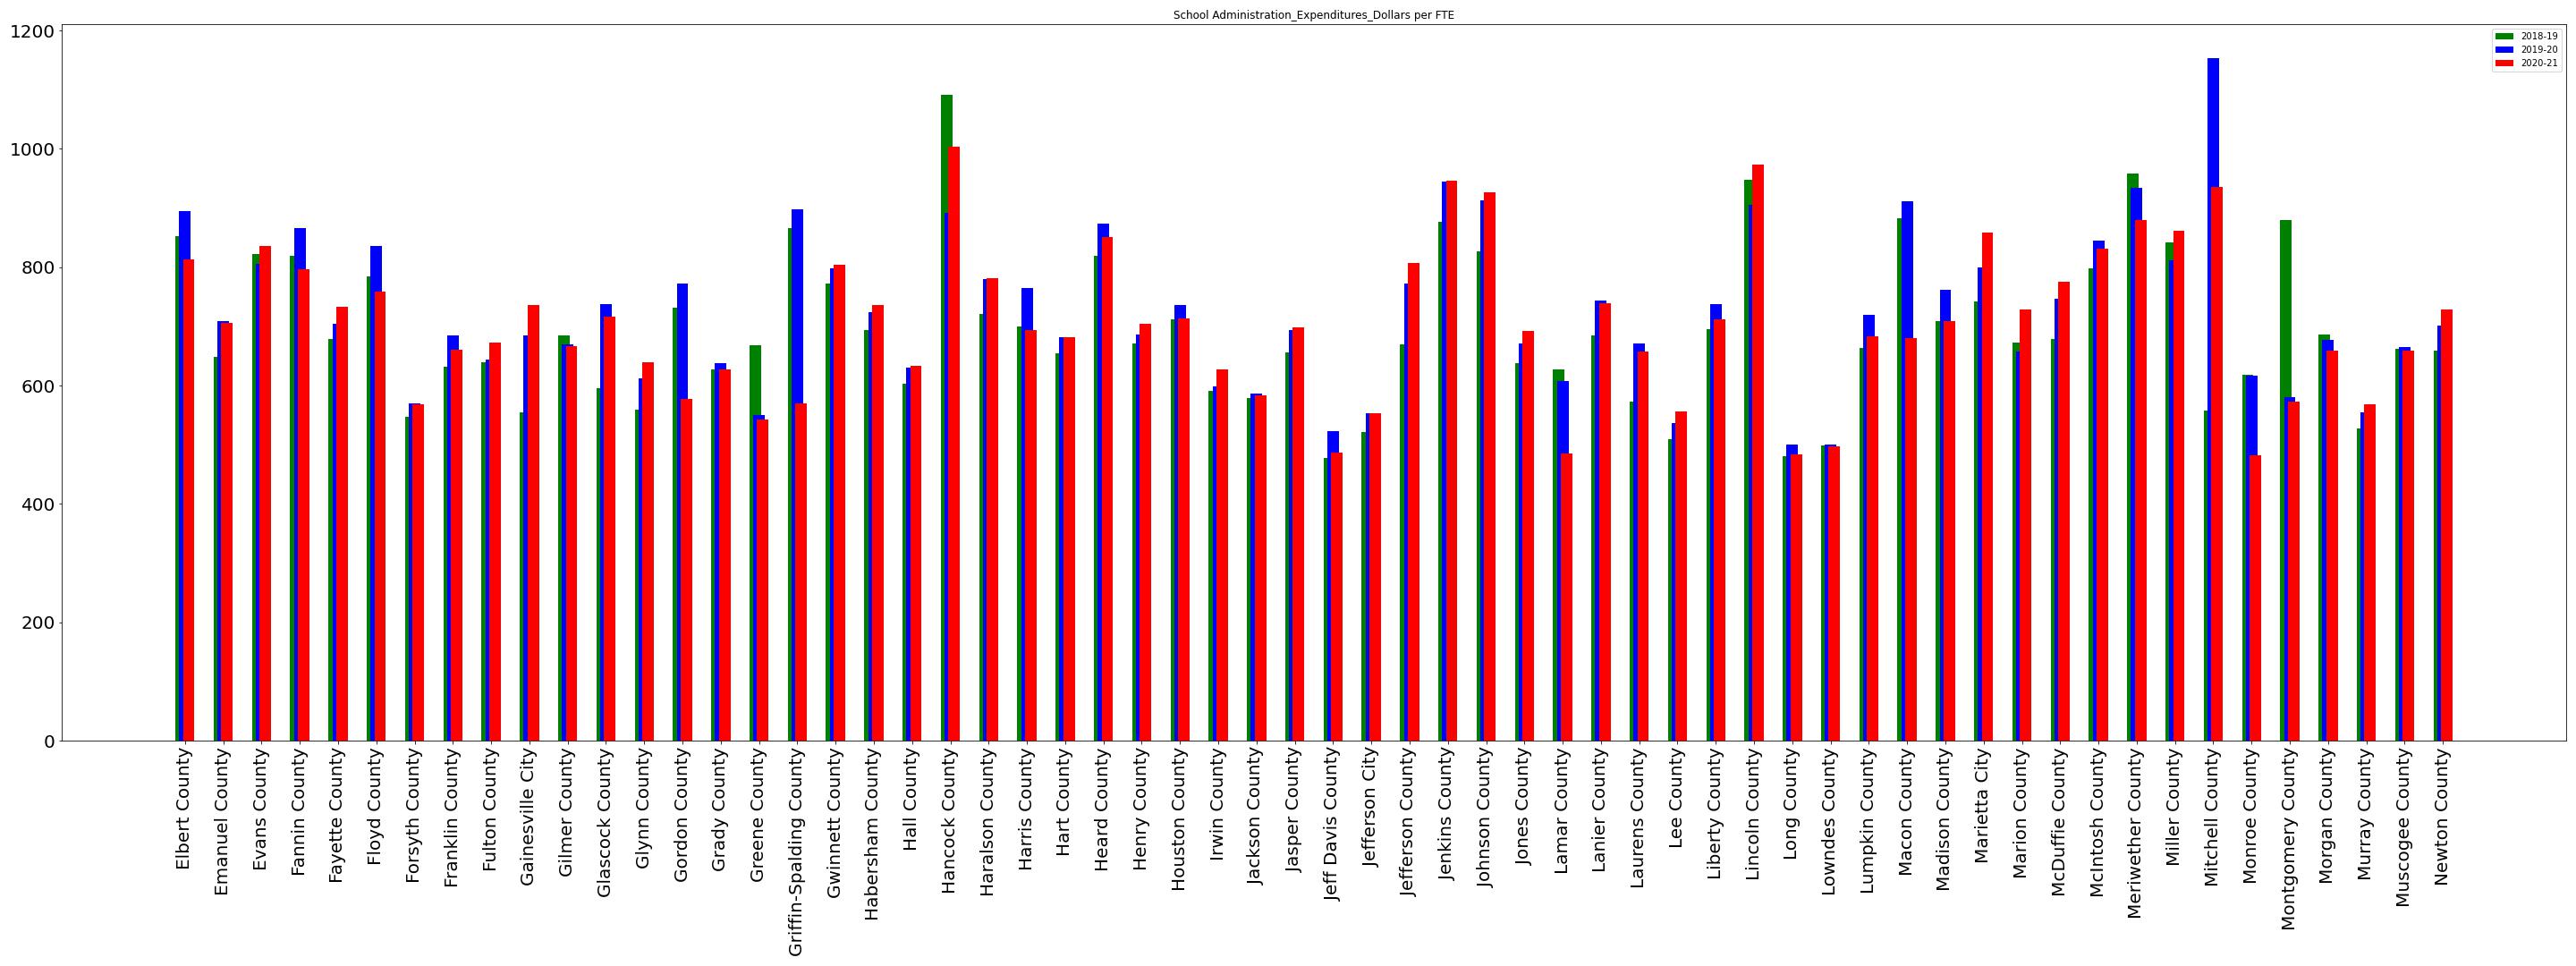 School Administration_Expenditures_Dollars per FTE
2018-19
2019-20
2020-21
1200
1000
800
600
400
200
0
Elbert County
Emanuel County
Evans County
Fannin County
Fayette County
Floyd County
Forsyth County
Franklin County
Fulton County
Gainesville City
Gilmer County
Glascock County
Glynn County
Gordon County
Grady County
Greene County
Griffin-Spalding County
Gwinnett County
Habersham County
Hall County
Hancock County
Haralson County
Harris County
Hart County
Heard County
Henry County
Houston County
Irwin County
Jackson County
Jasper County
Jeff Davis County
Jefferson City
Jefferson County
Jenkins County
Johnson County
Jones County
Lamar County
Lanier County
Laurens County
Lee County
Liberty County
Lincoln County
Long County
Lowndes County
Lumpkin County
Macon County
Madison County
Marietta City
Marion County
McDuffie County
McIntosh County
Meriwether County
Miller County
Mitchell County
Monroe County
Montgomery County
Morgan County
Murray County
Muscogee County
Newton County